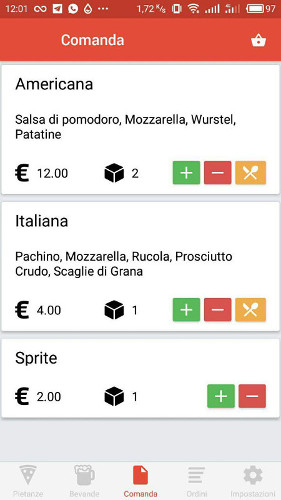 12:01 1,72 K/s 97
Comanda
Americana
Salsa di pomodoro, Mozzarella, Wurstel,
Patatine
€ 12.00 2
Italiana
Pachino, Mozzarella, Rucola, Prosciutto
Crudo, Scaglie di Grana
€ 4.00 1
Sprite
€ 2.00 1
Pietanze Bevande Comanda Ordini Impostazioni